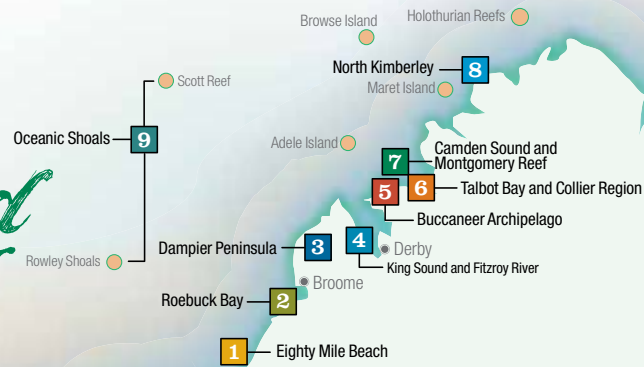 Browse Island
Holothurian Reefs
North Kimberley
8
Scott Reef
Maret Island
Oceanic Shoals
9
Adele Island
7
Camden Sound and
Montgomery Reef
5
6
Talbot Bay and Collier Region
Buccaneer Archipelago
Rowley Shoals
Dampier Peninsula
3
4
Derby
King Sound and Fitzroy River
Broome
Roebuck Bay
2
1
Eighty Mile Beach